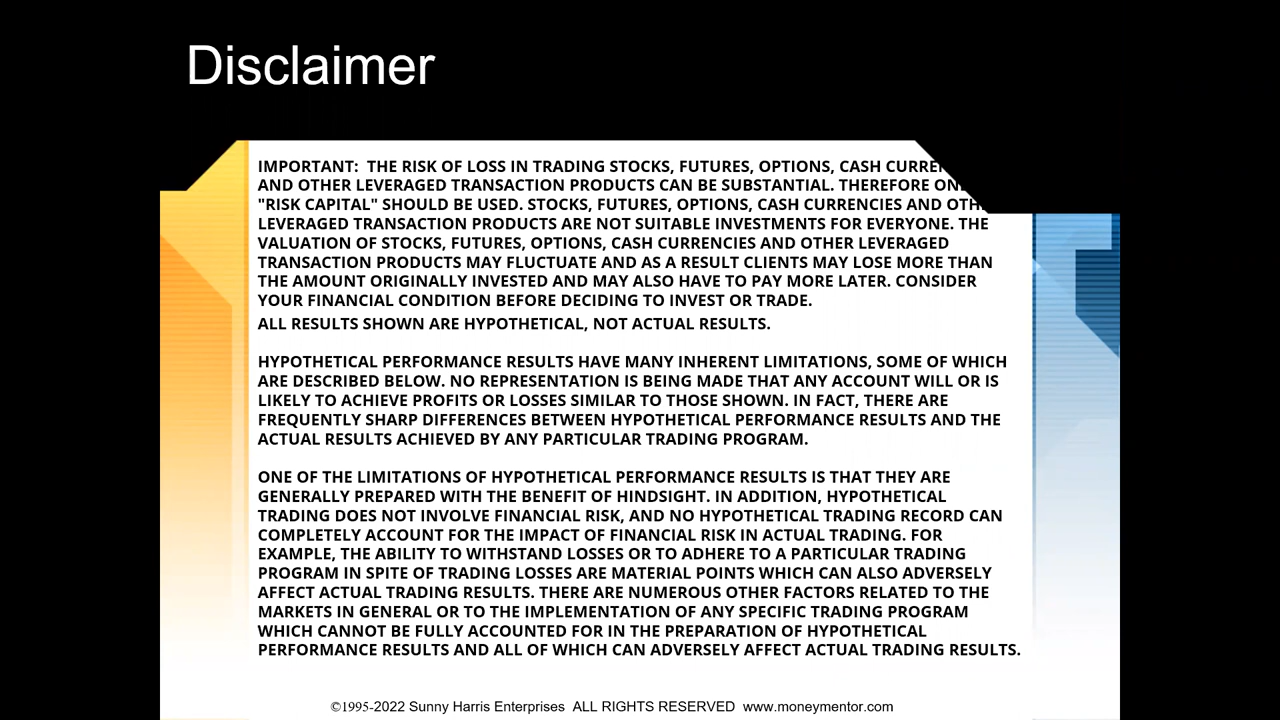 Disclaimer
IMPORTANT:  THE RISK OF LOSS IN TRADING STOCKS, FUTURES, OPTIONS, CASH
AND OTHER LEVERAGED TRANSACTION PRODUCTS CAN BE SUBSTANTIAL. THEREFORE
"RISK CAPITAL" SHOULD BE USED. STOCKS, FUTURES, OPTIONS, CASH CURRENCIES AND
LEVERAGED TRANSACTION PRODUCTS ARE NOT SUITABLE INVESTMENTS FOR EVERYONE. THE
VALUATION OF STOCKS, FUTURES, OPTIONS, CASH CURRENCIES AND OTHER LEVERAGED
TRANSACTION PRODUCTS MAY FLUCTUATE AND AS A RESULT CLIENTS MAY LOSE MORE THAN
THE AMOUNT ORIGINALLY INVESTED AND MAY ALSO HAVE TO PAY MORE LATER. CONSIDER
YOUR FINANCIAL CONDITION BEFORE DECIDING TO INVEST OR TRADE.
ALL RESULTS SHOWN ARE HYPOTHETICAL, NOT ACTUAL RESULTS.
HYPOTHETICAL PERFORMANCE RESULTS HAVE MANY INHERENT LIMITATIONS, SOME OF WHICH
ARE DESCRIBED BELOW. NO REPRESENTATION IS BEING MADE THAT ANY ACCOUNT WILL OR IS
LIKELY TO ACHIEVE PROFITS OR LOSSES SIMILAR TO THOSE SHOWN. IN FACT, THERE ARE
FREQUENTLY SHARP DIFFERENCES BETWEEN HYPOTHETICAL PERFORMANCE RESULTS AND THE
ACTUAL RESULTS ACHIEVED BY ANY PARTICULAR TRADING PROGRAM.
ONE OF THE LIMITATIONS OF HYPOTHETICAL PERFORMANCE RESULTS IS THAT THEY ARE
GENERALLY PREPARED WITH THE BENEFIT OF HINDSIGHT. IN ADDITION, HYPOTHETICAL
TRADING DOES NOT INVOLVE FINANCIAL RISK, AND NO HYPOTHETICAL TRADING RECORD CAN
COMPLETELY ACCOUNT FOR THE IMPACT OF FINANCIAL RISK IN ACTUAL TRADING. FOR
EXAMPLE, THE ABILITY TO WITHSTAND LOSSES OR TO ADHERE TO A PARTICULAR TRADING
PROGRAM IN SPITE OF TRADING LOSSES ARE MATERIAL POINTS WHICH CAN ALSO ADVERSELY
AFFECT ACTUAL TRADING RESULTS. THERE ARE NUMEROUS OTHER FACTORS RELATED TO THE
MARKETS IN GENERAL OR TO THE IMPLEMENTATION OF ANY SPECIFIC TRADING PROGRAM
WHICH CANNOT BE FULLY ACCOUNTED FOR IN THE PREPARATION OF HYPOTHETICAL
PERFORMANCE RESULTS AND ALL OF WHICH CAN ADVERSELY AFFECT ACTUAL TRADING RESULTS.
©1995-2022 Sunny Harris Enterprises  ALL RIGHTS RESERVED  www.moneymentor.com